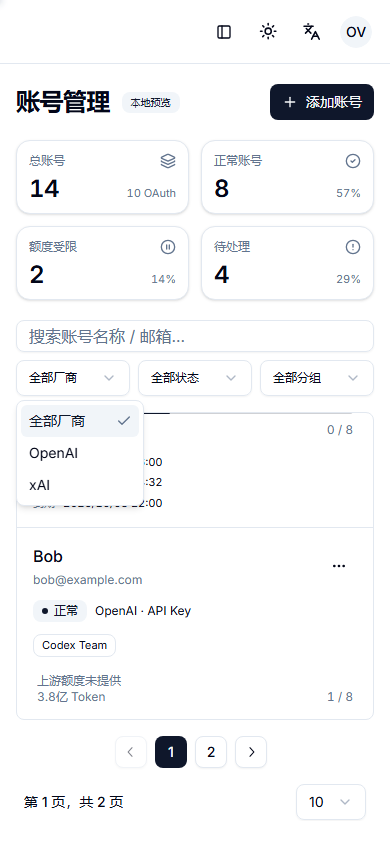 OV
账号管理
本地预览
添加账号
总账号
14
10 OAuth
正常账号
8
57%
额度受限
2
14%
待处理
4
29%
搜索账号名称 / 邮箱...
全部厂商
全部状态
全部分组
全部厂商
OpenAI
xAI
0 / 8
:00
:32
:00
Bob
bob@example.com
正常
OpenAI · API Key
Codex Team
上游额度未提供
3.8亿 Token
1 / 8
1
2
第 1 页，共 2 页
10